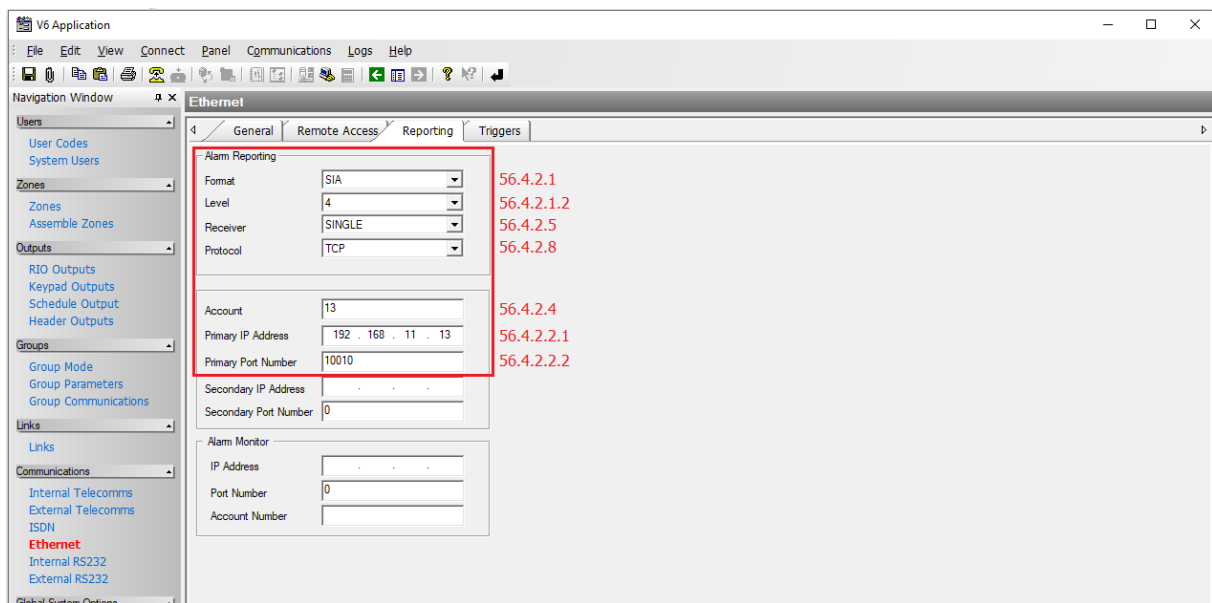 V6 Application
File Edit View Connect Panel Communications Logs Help
Navigation Window
Ethernet
Users
User Codes
System Users
Zones
Zones
Assemble Zones
Outputs
RIO Outputs
Keypad Outputs
Schedule Output
Header Outputs
Groups
Group Mode
Group Parameters
Group Communications
Links
Links
Communications
Internal Telecomms
External Telecomms
ISDN
Ethernet
Internal RS232
External RS232
Global System Options
General Remote Access Reporting Triggers
Alarm Reporting
Format SIA 56.4.2.1
Level 4 56.4.2.1.2
Receiver SINGLE 56.4.2.5
Protocol TCP 56.4.2.8
Account 13 56.4.2.4
Primary IP Address 192 . 168 . 11 . 13 56.4.2.2.1
Primary Port Number 10010 56.4.2.2.2
Secondary IP Address . . .
Secondary Port Number 0
Alarm Monitor
IP Address . . .
Port Number 0
Account Number